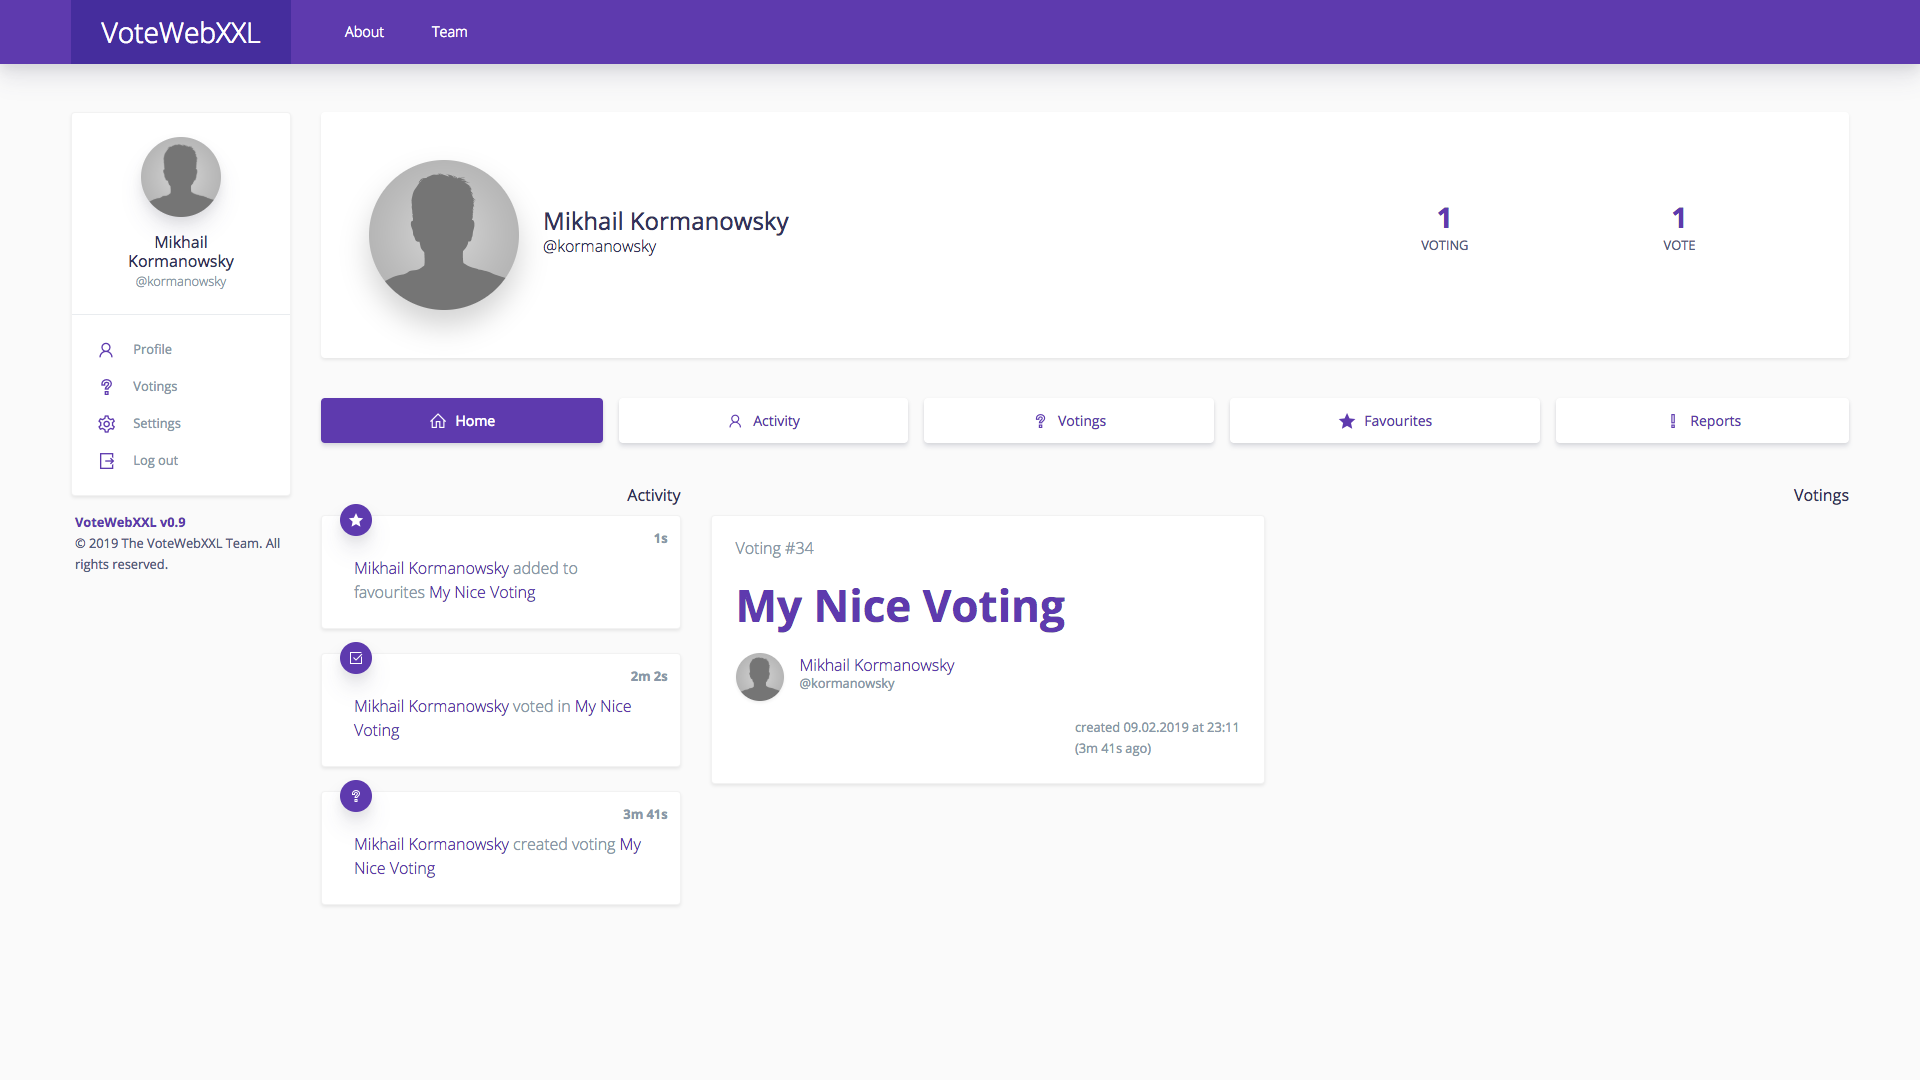 VoteWebXXL
About
Team
Mikhail
Kormanowsky
@kormanowsky
Profile
Votings
Settings
Log out
VoteWebXXL v0.9
© 2019 The VoteWebXXL Team. All
rights reserved.
Mikhail Kormanowsky
@kormanowsky
1
VOTING
1
VOTE
Home
Activity
Votings
Favourites
Reports
Activity
1s
Mikhail Kormanowsky added to
favourites My Nice Voting
2m 2s
Mikhail Kormanowsky voted in My Nice
Voting
3m 41s
Mikhail Kormanowsky created voting My
Nice Voting
Votings
Voting #34
My Nice Voting
Mikhail Kormanowsky
@kormanowsky
created 09.02.2019 at 23:11
(3m 41s ago)